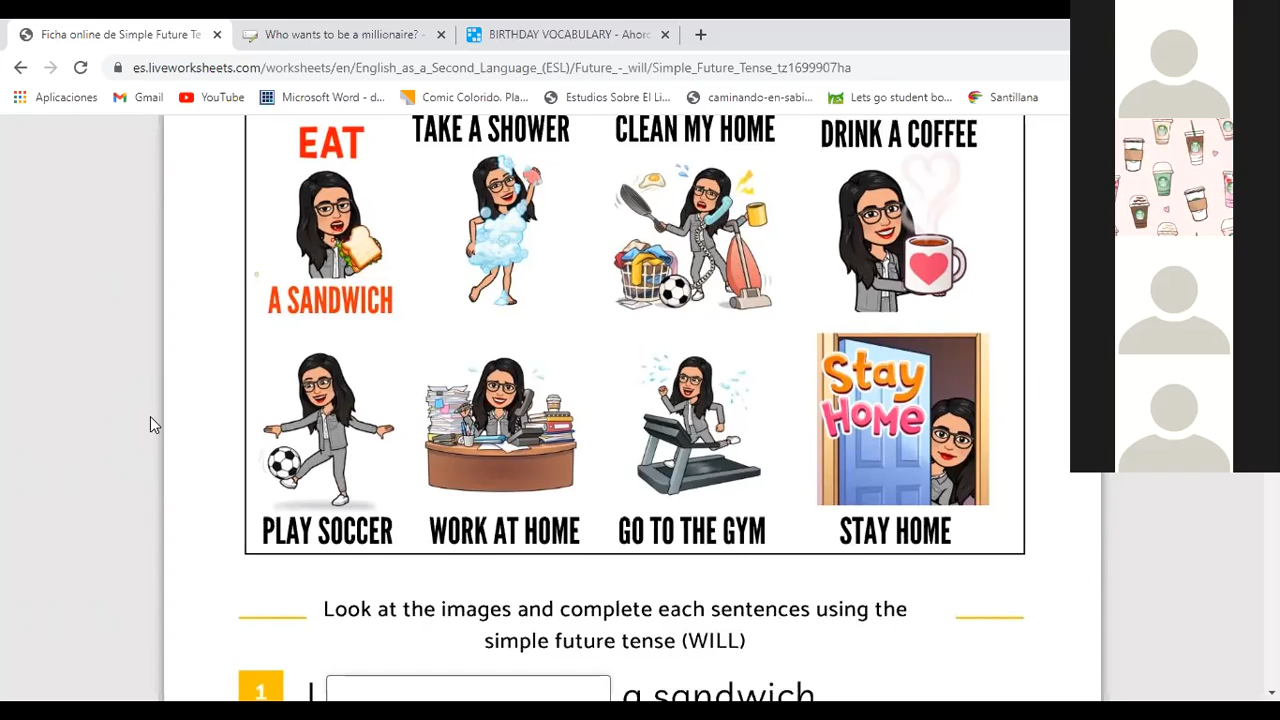 Ficha online de Simple Future Te
Who wants to be a millionaire? -
BIRTHDAY VOCABULARY - Ahorc
es.liveworksheets.com/worksheets/en/English_as_a_Second_Language_(ESL)/Future_-_will/Simple_Future_Tense_tz1699907ha
Aplicaciones
Gmail
YouTube
Microsoft Word - d...
Comic Colorido. Pla...
Estudios Sobre El Li...
caminando-en-sabi...
Lets go student bo...
Santillana
EAT
TAKE A SHOWER
CLEAN MY HOME
DRINK A COFFEE
A SANDWICH
Stay
Home
PLAY SOCCER
WORK AT HOME
GO TO THE GYM
STAY HOME
Look at the images and complete each sentences using the
simple future tense (WILL)
1
I
a sandwich